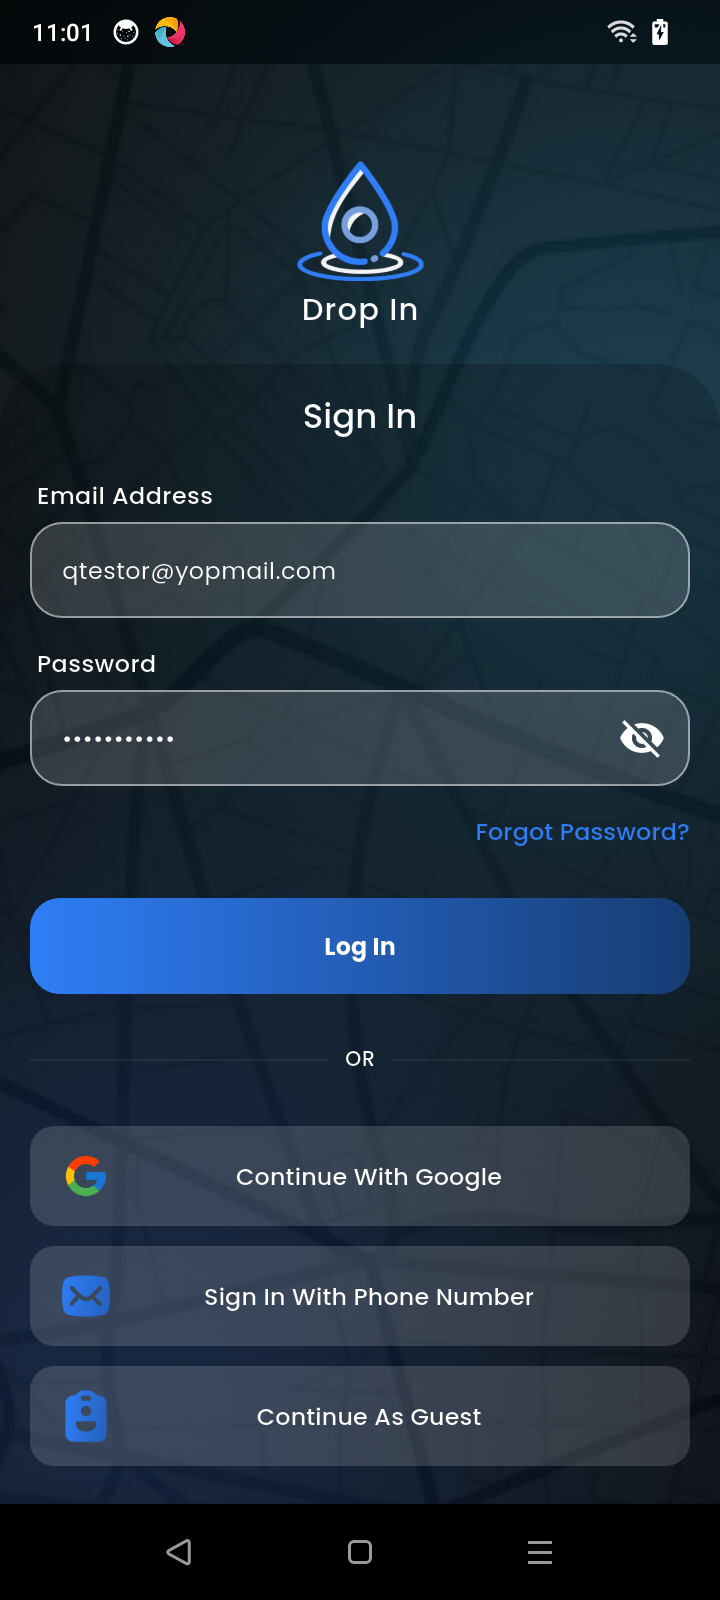 11:01
Drop In
Sign In
Email Address
qtestor@yopmail.com
Password
•••••••••••
Forgot Password?
Log In
OR
Continue With Google
Sign In With Phone Number
Continue As Guest